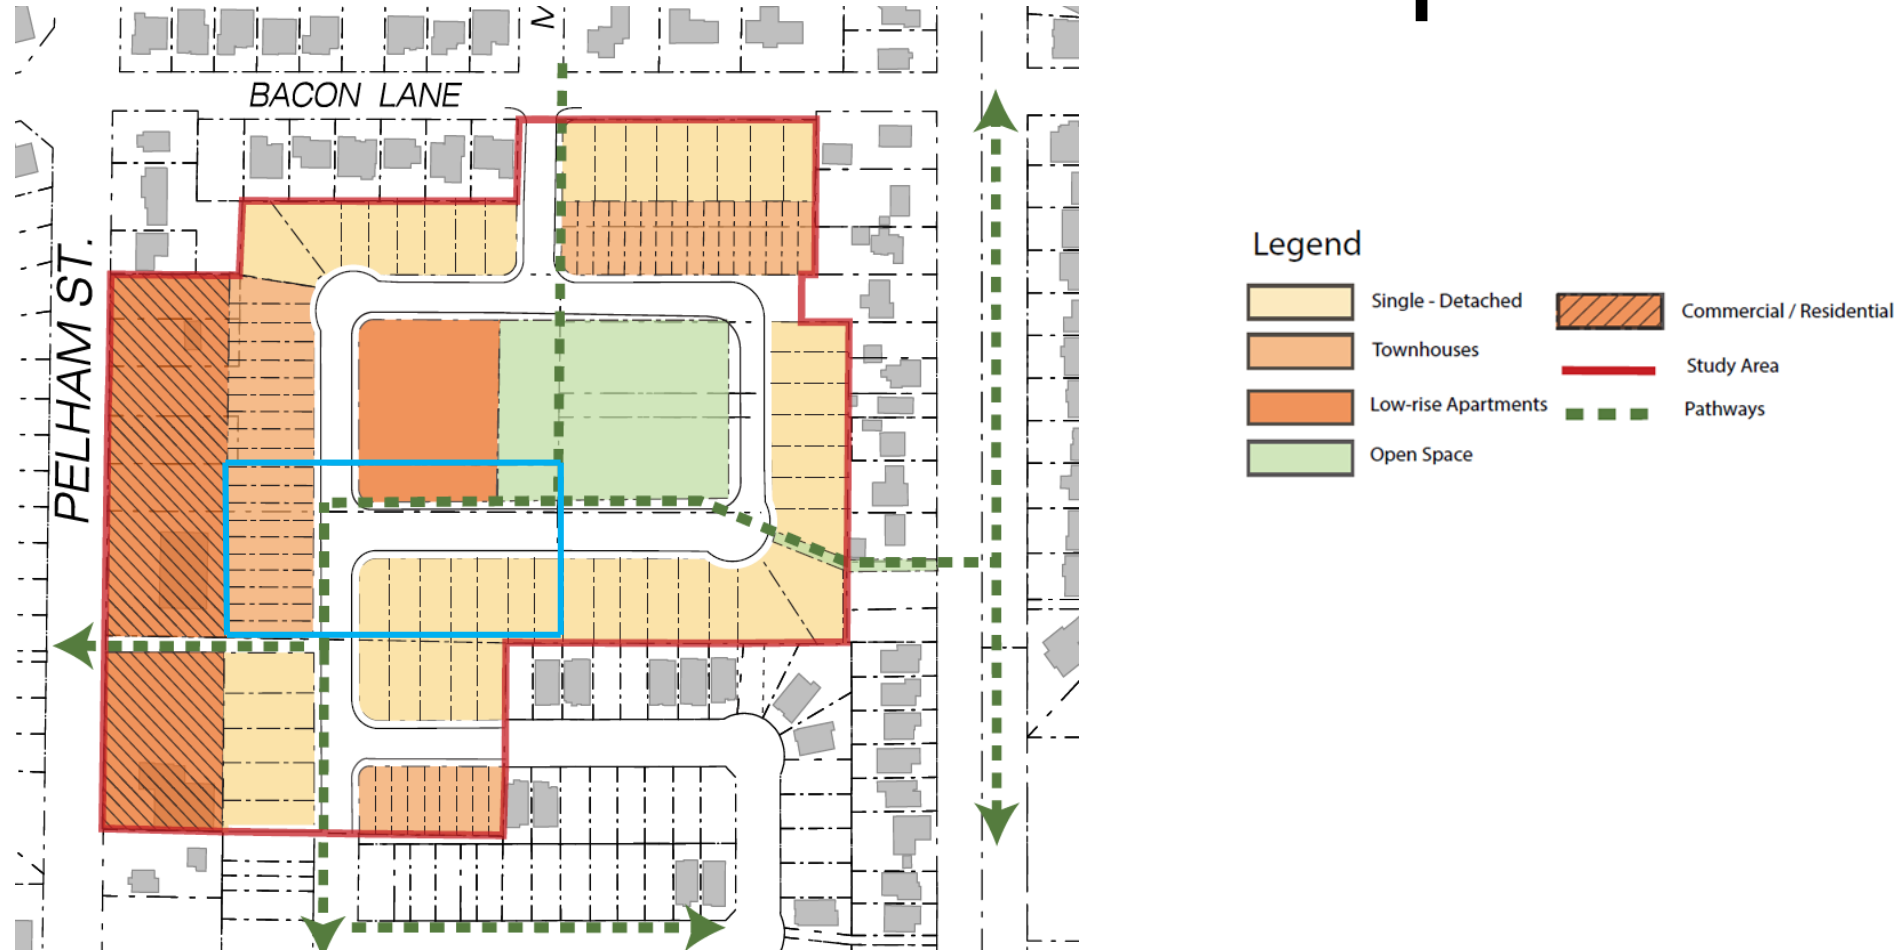 BACON LANE
PELHAM ST.
Legend
Single - Detached
Townhouses
Low-rise Apartments
Open Space
Commercial / Residential
Study Area
Pathways